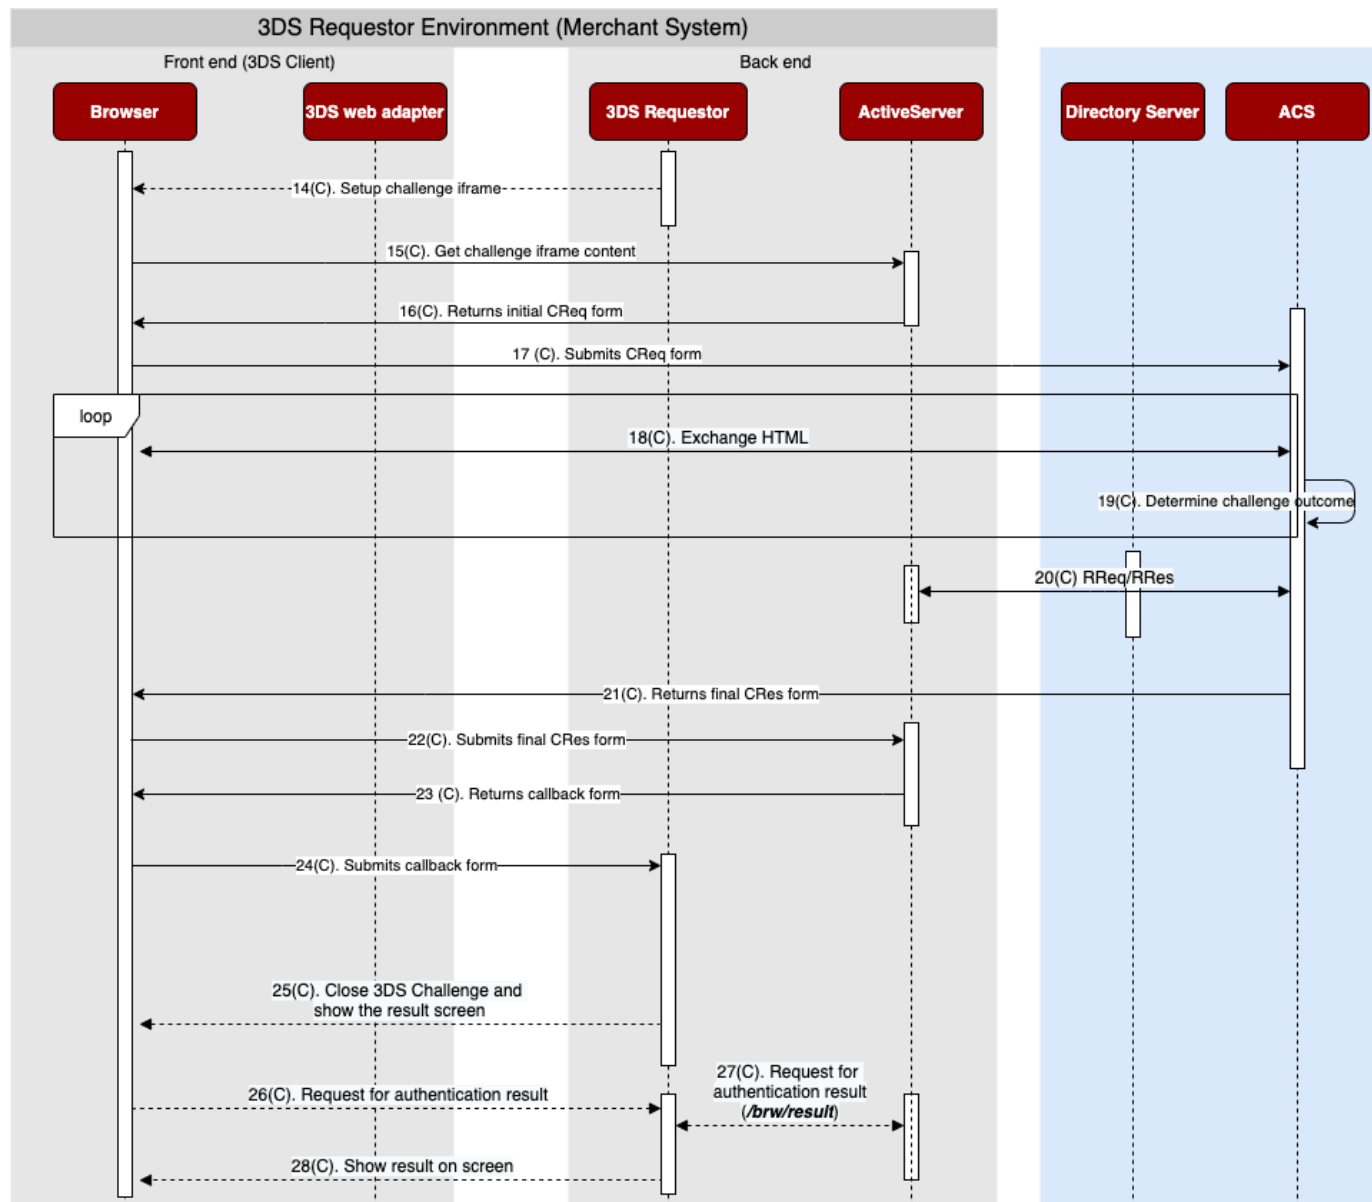 3DS Requestor Environment (Merchant System)
Front end (3DS Client)
Back end
Browser
3DS web adapter
3DS Requestor
ActiveServer
Directory Server
ACS
14(C). Setup challenge iframe
15(C). Get challenge iframe content
16(C). Returns initial CReq form
17 (C). Submits CReq form
loop
18(C). Exchange HTML
19(C). Determine challenge outcome
20(C) RReq/RRes
21(C). Returns final CRes form
22(C). Submits final CRes form
23 (C). Returns callback form
24(C). Submits callback form
25(C). Close 3DS Challenge and
show the result screen
26(C). Request for authentication result
27(C). Request for
authentication result
(/brw/result)
28(C). Show result on screen